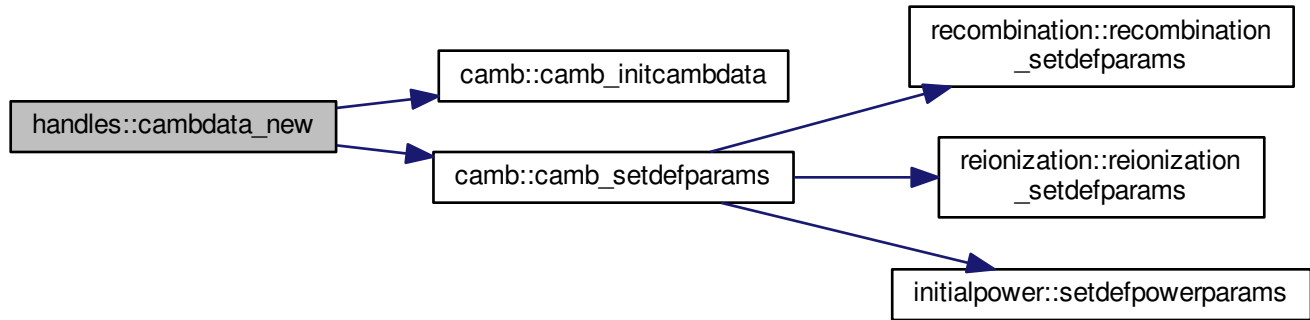 handles::cambdata_new
camb::camb_initcambdata
camb::camb_setdefparams
recombination::recombination
_setdefparams
reionization::reionization
_setdefparams
initialpower::setdefpowerparams